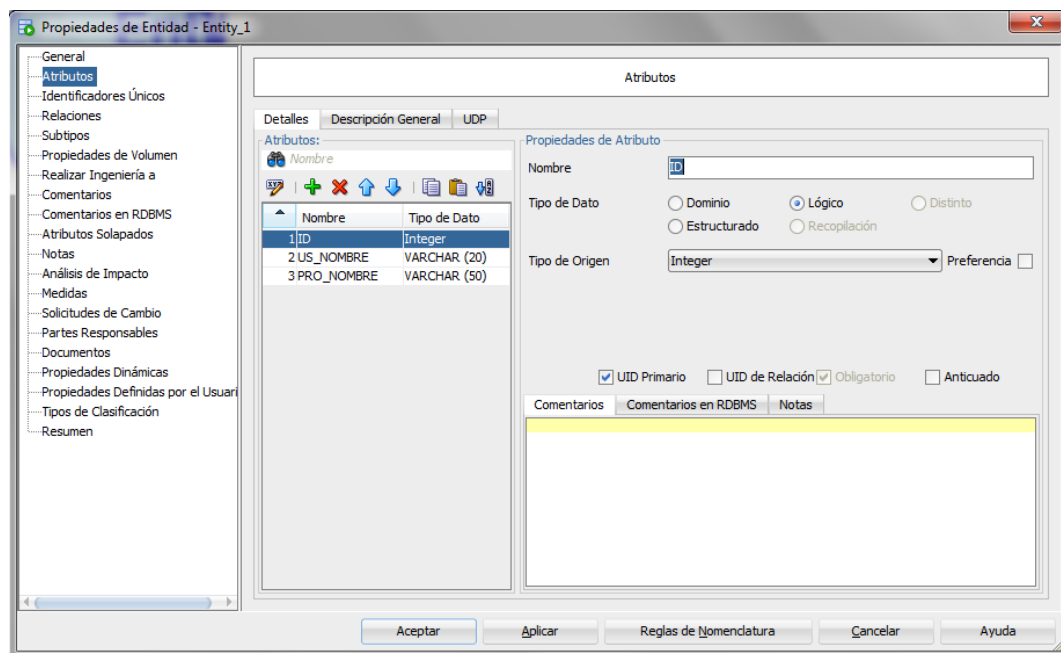 Propiedades de Entidad - Entity_1
General
Atributos
Identificadores Únicos
Relaciones
Subtipos
Propiedades de Volumen
Realizar Ingeniería a
Comentarios
Comentarios en RDBMS
Atributos Solapados
Notas
Análisis de Impacto
Medidas
Solicitudes de Cambio
Partes Responsables
Documentos
Propiedades Dinámicas
Propiedades Definidas por el Usuari
Tipos de Clasificación
Resumen
Atributos
Detalles Descripción General UDP
Atributos:
Nombre
Nombre Tipo de Dato
1 ID Integer
2 US_NOMBRE VARCHAR (20)
3 PRO_NOMBRE VARCHAR (50)
Propiedades de Atributo
Nombre ID
Tipo de Dato Dominio Lógico Distinto
Estructurado Recopilación
Tipo de Origen Integer Preferencia
UID Primario UID de Relación Obligatorio Anticuado
Comentarios Comentarios en RDBMS Notas
Aceptar Aplicar Reglas de Nomenclatura Cancelar Ayuda